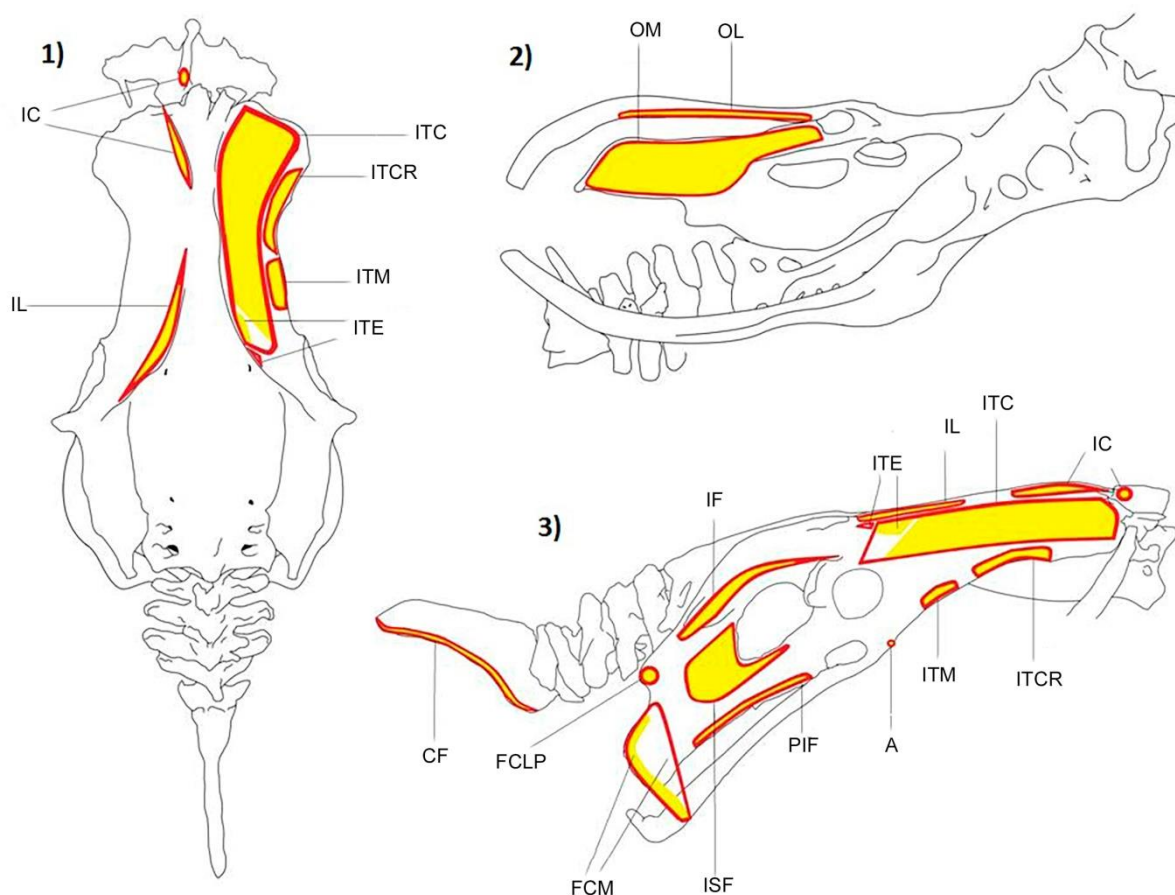 1)
IC
ITC
ITCR
ITM
IL
ITE
2)
OM
OL
3)
IF
ITE
IL
ITC
IC
CF
FCLP
FCM
ISF
PIF
A
ITM
ITCR